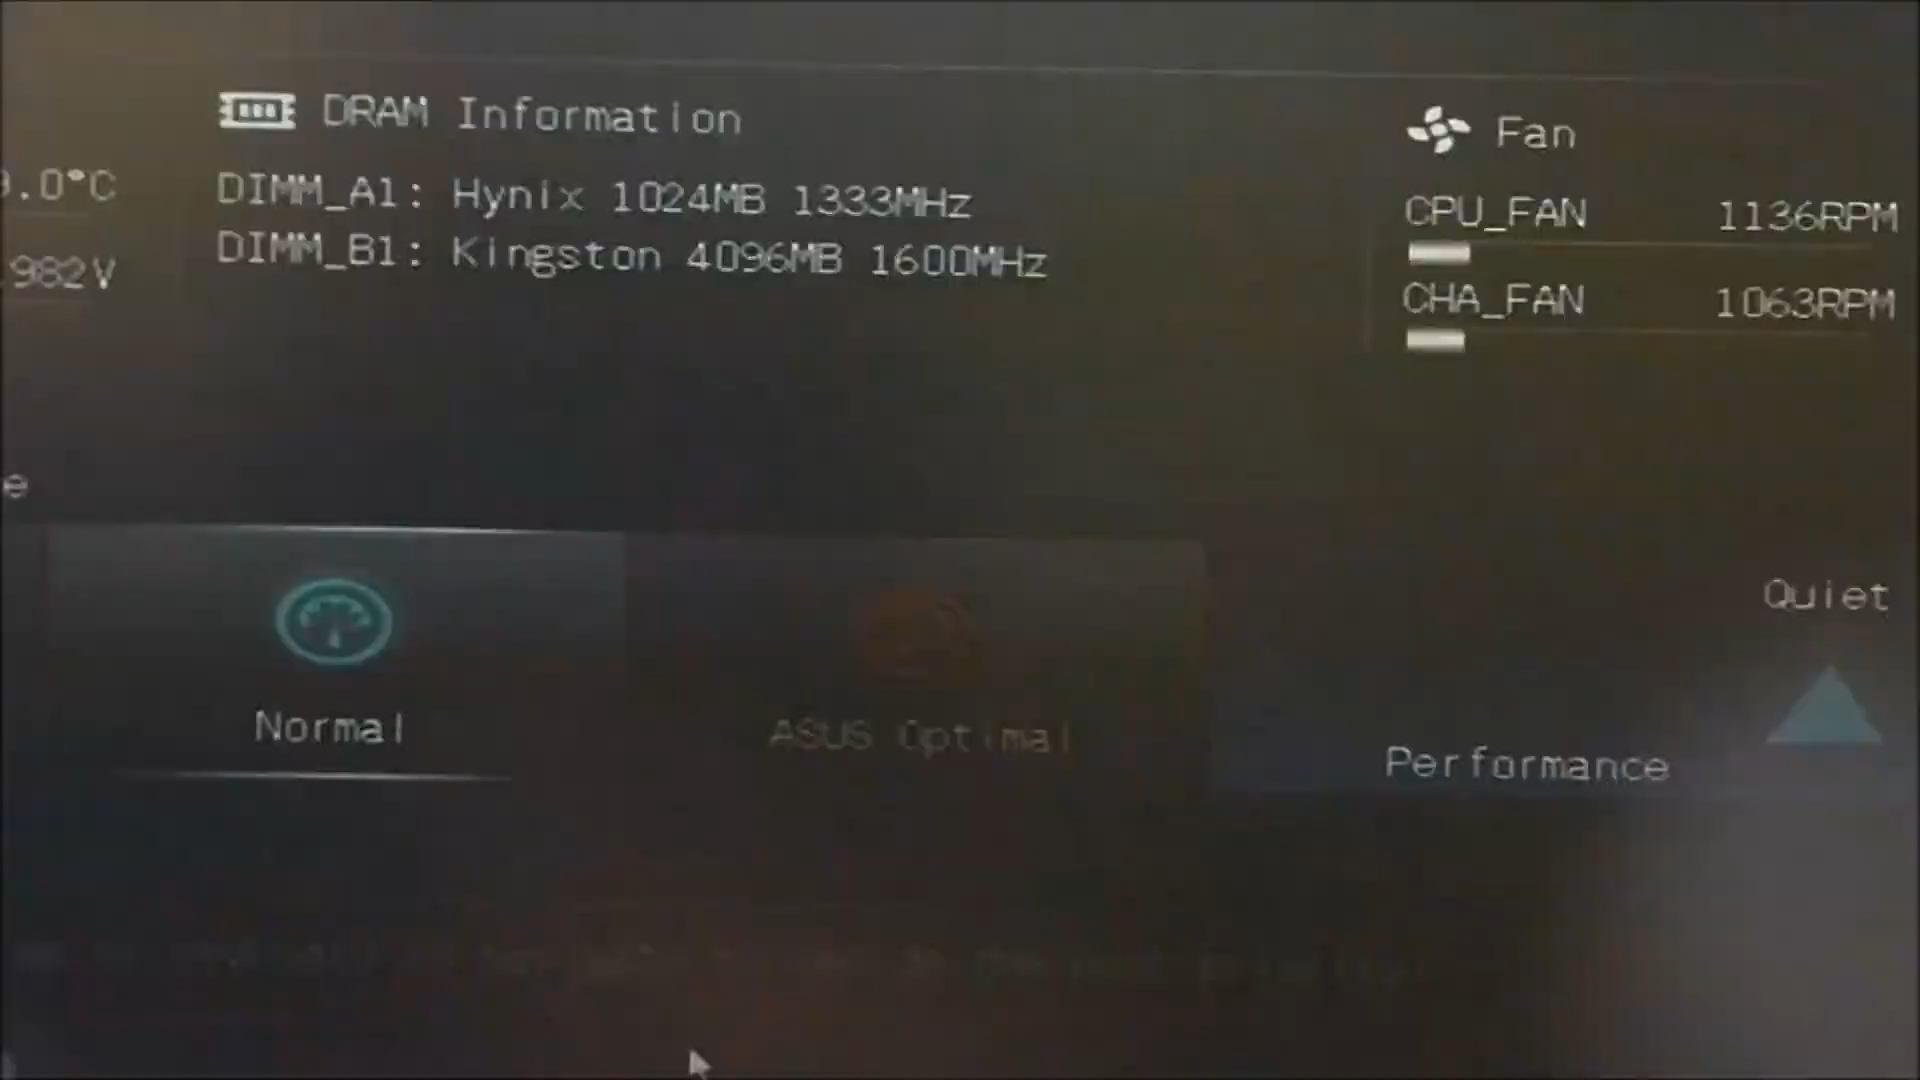 DRAM Information
Fan
.0°C
DIMM_A1: Hynix 1024MB 1333MHz
CPU_FAN 1136RPM
982V
DIMM_B1: Kingston 4096MB 1600MHz
CHA_FAN 1063RPM
e
Quiet
Normal
ASUS Optimal
Performance